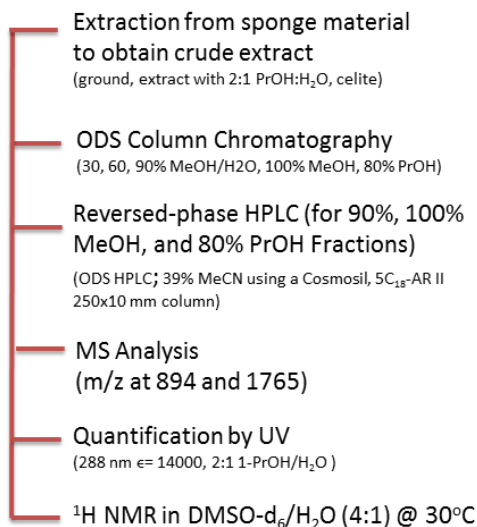 Extraction from sponge material
to obtain crude extract
(ground, extract with 2:1 PrOH:H₂O, celite)
ODS Column Chromatography
(30, 60, 90% MeOH/H2O, 100% MeOH, 80% PrOH)
Reversed-phase HPLC (for 90%, 100%
MeOH, and 80% PrOH Fractions)
(ODS HPLC; 39% MeCN using a Cosmosil, 5C₁₈-AR II
250x10 mm column)
MS Analysis
(m/z at 894 and 1765)
Quantification by UV
(288 nm ϵ= 14000, 2:1 1-PrOH/H₂O )
¹H NMR in DMSO-d₆/H₂O (4:1) @ 30°C